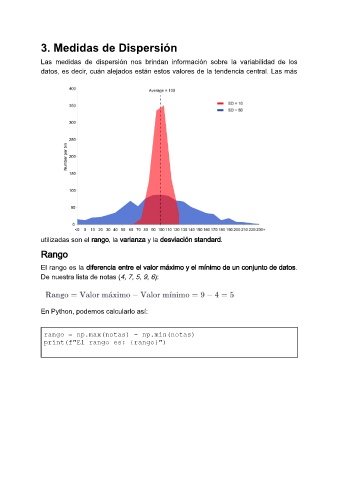 3. Medidas de Dispersión
Las medidas de dispersión nos brindan información sobre la variabilidad de los
datos, es decir, cuán alejados están estos valores de la tendencia central. Las más
400
350
300
250
200
150
100
50
0
Number per bin
Average = 100
SD = 10
SD = 50
<0 0 10 20 30 40 50 60 70 80 90 100 110 120 130 140 150 160 170 180 190 200 210 220 230+
utilizadas son el rango, la varianza y la desviación standard.
Rango
El rango es la diferencia entre el valor máximo y el mínimo de un conjunto de datos.
De nuestra lista de notas (4, 7, 5, 9, 6):
Rango = Valor máximo − Valor mínimo = 9 − 4 = 5
En Python, podemos calcularlo así:
rango = np.max(notas) - np.min(notas)
print(f"El rango es: {rango}")